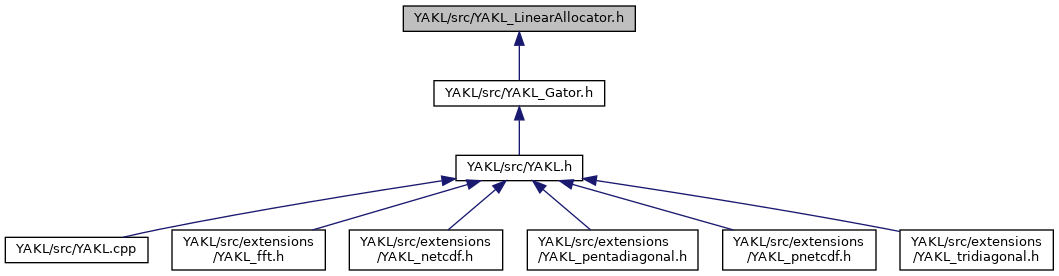 YAKL/src/YAKL_LinearAllocator.h
YAKL/src/YAKL_Gator.h
YAKL/src/YAKL.h
YAKL/src/YAKL.cpp
YAKL/src/extensions
/YAKL_fft.h
YAKL/src/extensions
/YAKL_netcdf.h
YAKL/src/extensions
/YAKL_pentadiagonal.h
YAKL/src/extensions
/YAKL_pnetcdf.h
YAKL/src/extensions
/YAKL_tridiagonal.h